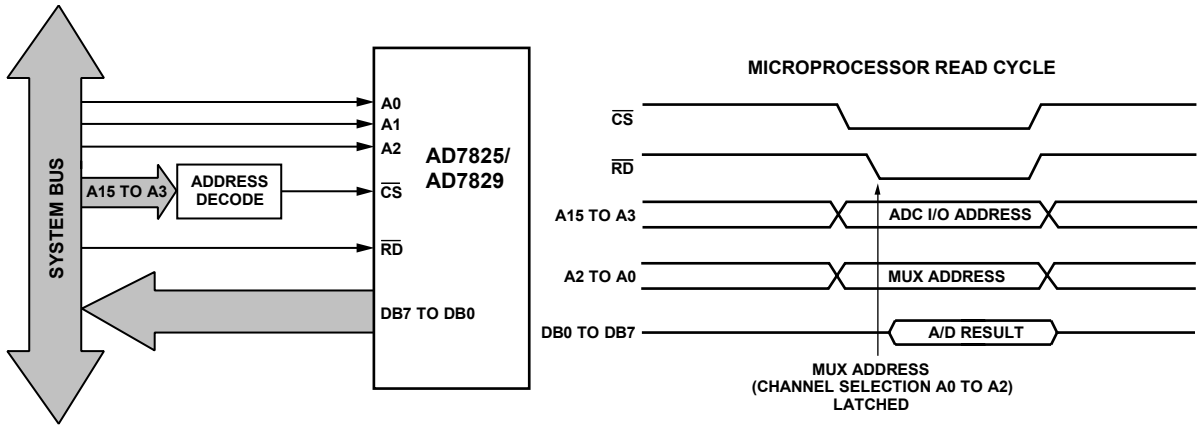 SYSTEM BUS
A0
A1
A2
AD7825/
AD7829
A15 TO A3
ADDRESS
DECODE
CS
RD
DB7 TO DB0
MICROPROCESSOR READ CYCLE
CS
RD
A15 TO A3
ADC I/O ADDRESS
A2 TO A0
MUX ADDRESS
DB0 TO DB7
A/D RESULT
MUX ADDRESS
(CHANNEL SELECTION A0 TO A2)
LATCHED